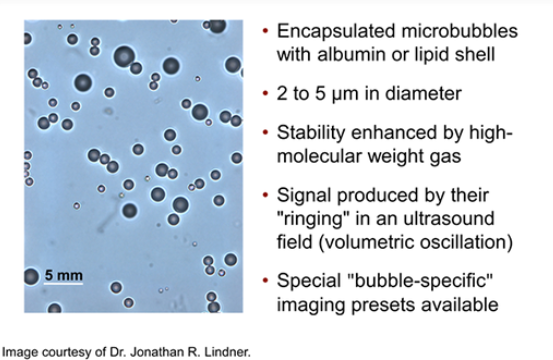 • Encapsulated microbubbles
with albumin or lipid shell
• 2 to 5 µm in diameter
• Stability enhanced by high-
molecular weight gas
• Signal produced by their
"ringing" in an ultrasound
field (volumetric oscillation)
• Special "bubble-specific"
imaging presets available
5 mm
Image courtesy of Dr. Jonathan R. Lindner.